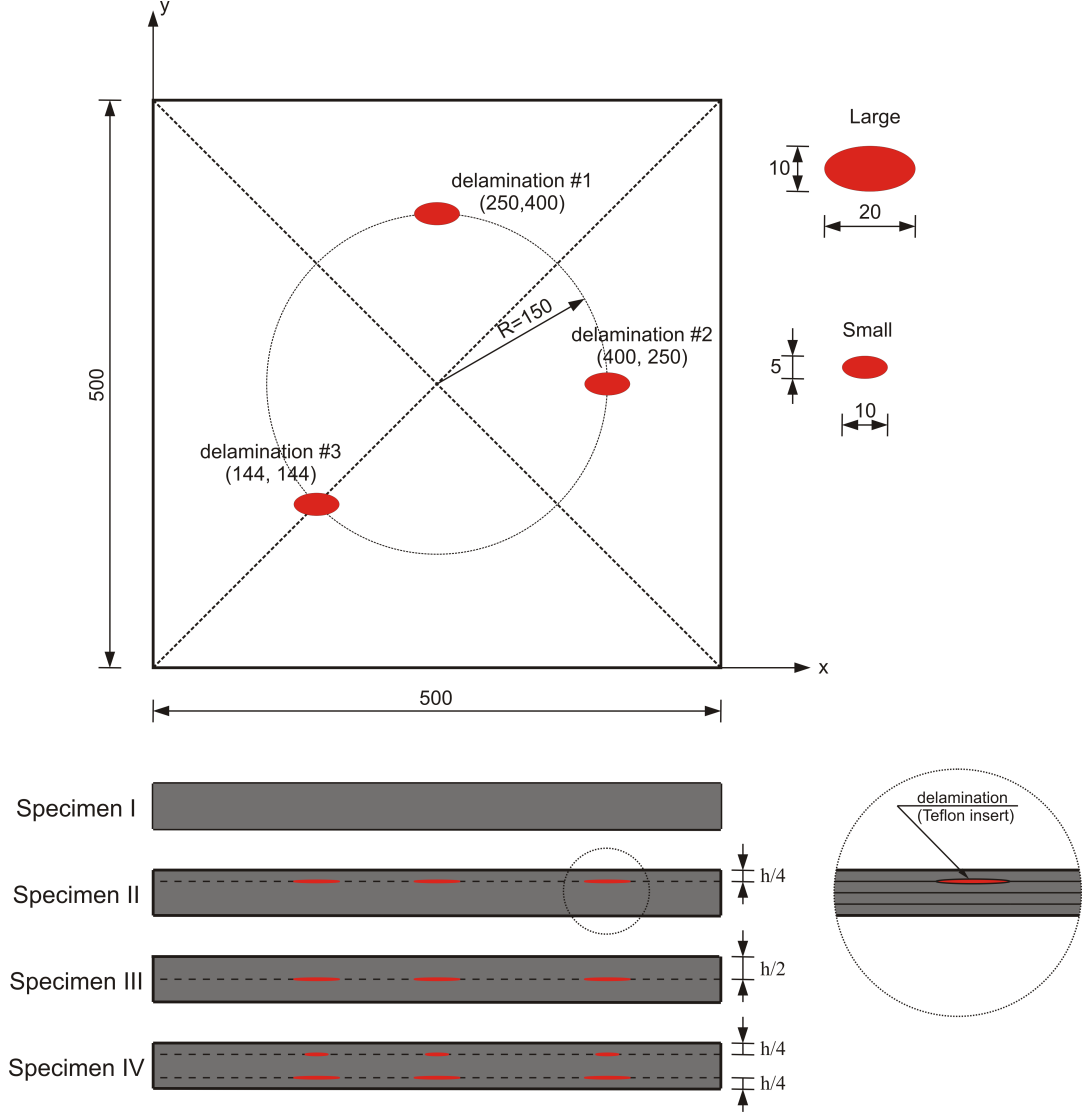 y
Large
10
20
delamination #1
(250,400)
R=150
delamination #2
(400, 250)
Small
5
10
500
delamination #3
(144, 144)
x
500
Specimen I
delamination
(Teflon insert)
Specimen II
h/4
Specimen III
h/2
Specimen IV
h/4
h/4